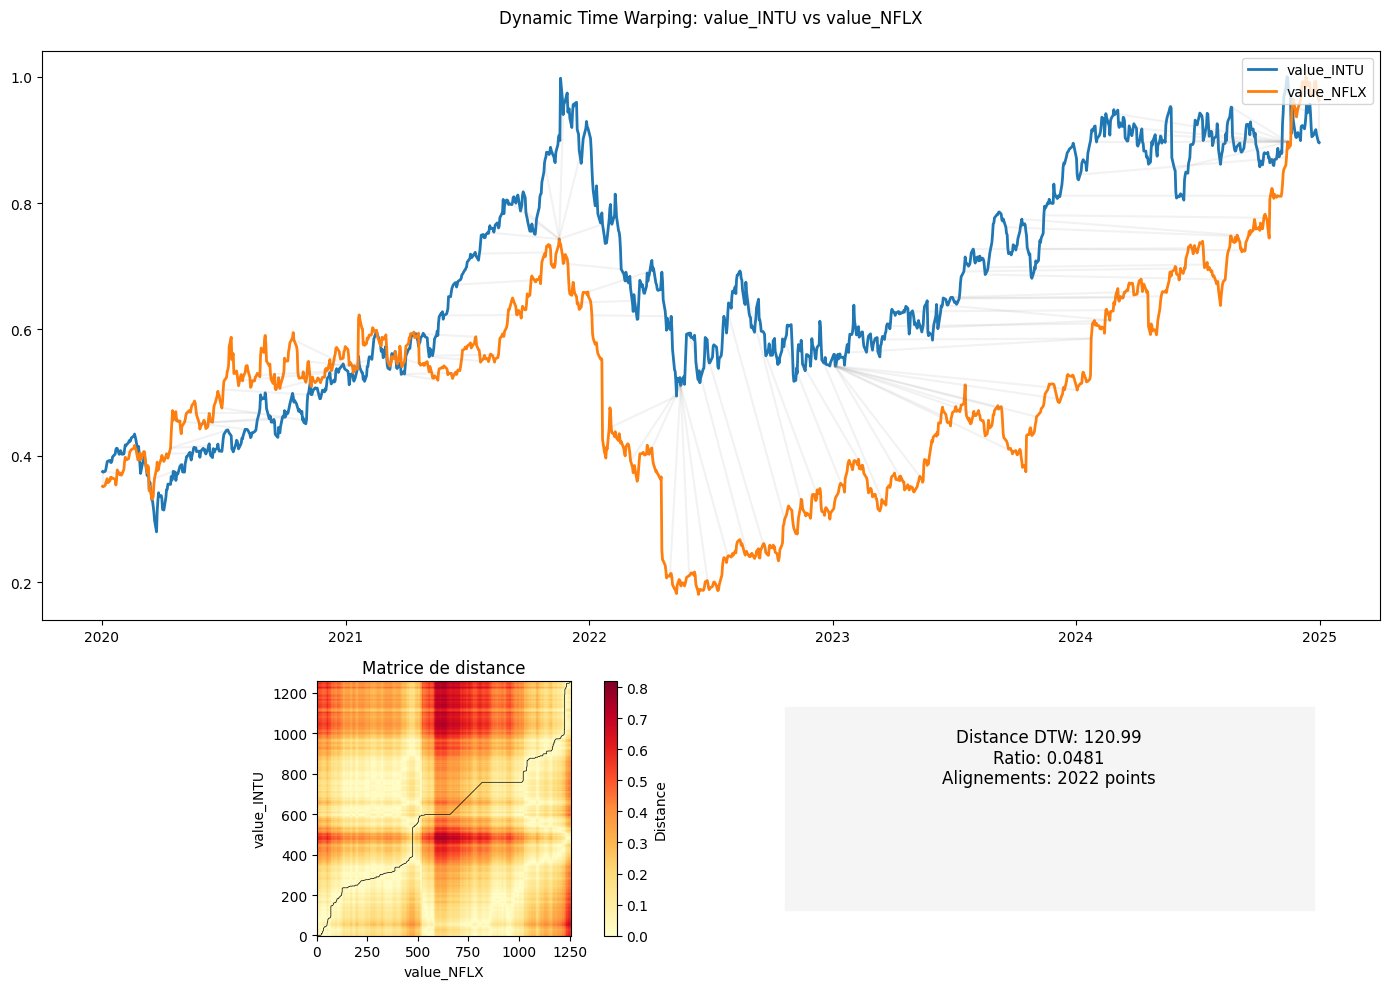 Dynamic Time Warping: value_INTU vs value_NFLX
value_INTU
value_NFLX
1.0
0.8
0.6
0.4
0.2
2020 2021 2022 2023 2024 2025
Matrice de distance
value_INTU
1200
1000
800
600
400
200
0
0 250 500 750 1000 1250
value_NFLX
0.8
0.7
0.6
0.5
0.4
0.3
0.2
0.1
0.0
Distance
Distance DTW: 120.99
Ratio: 0.0481
Alignements: 2022 points